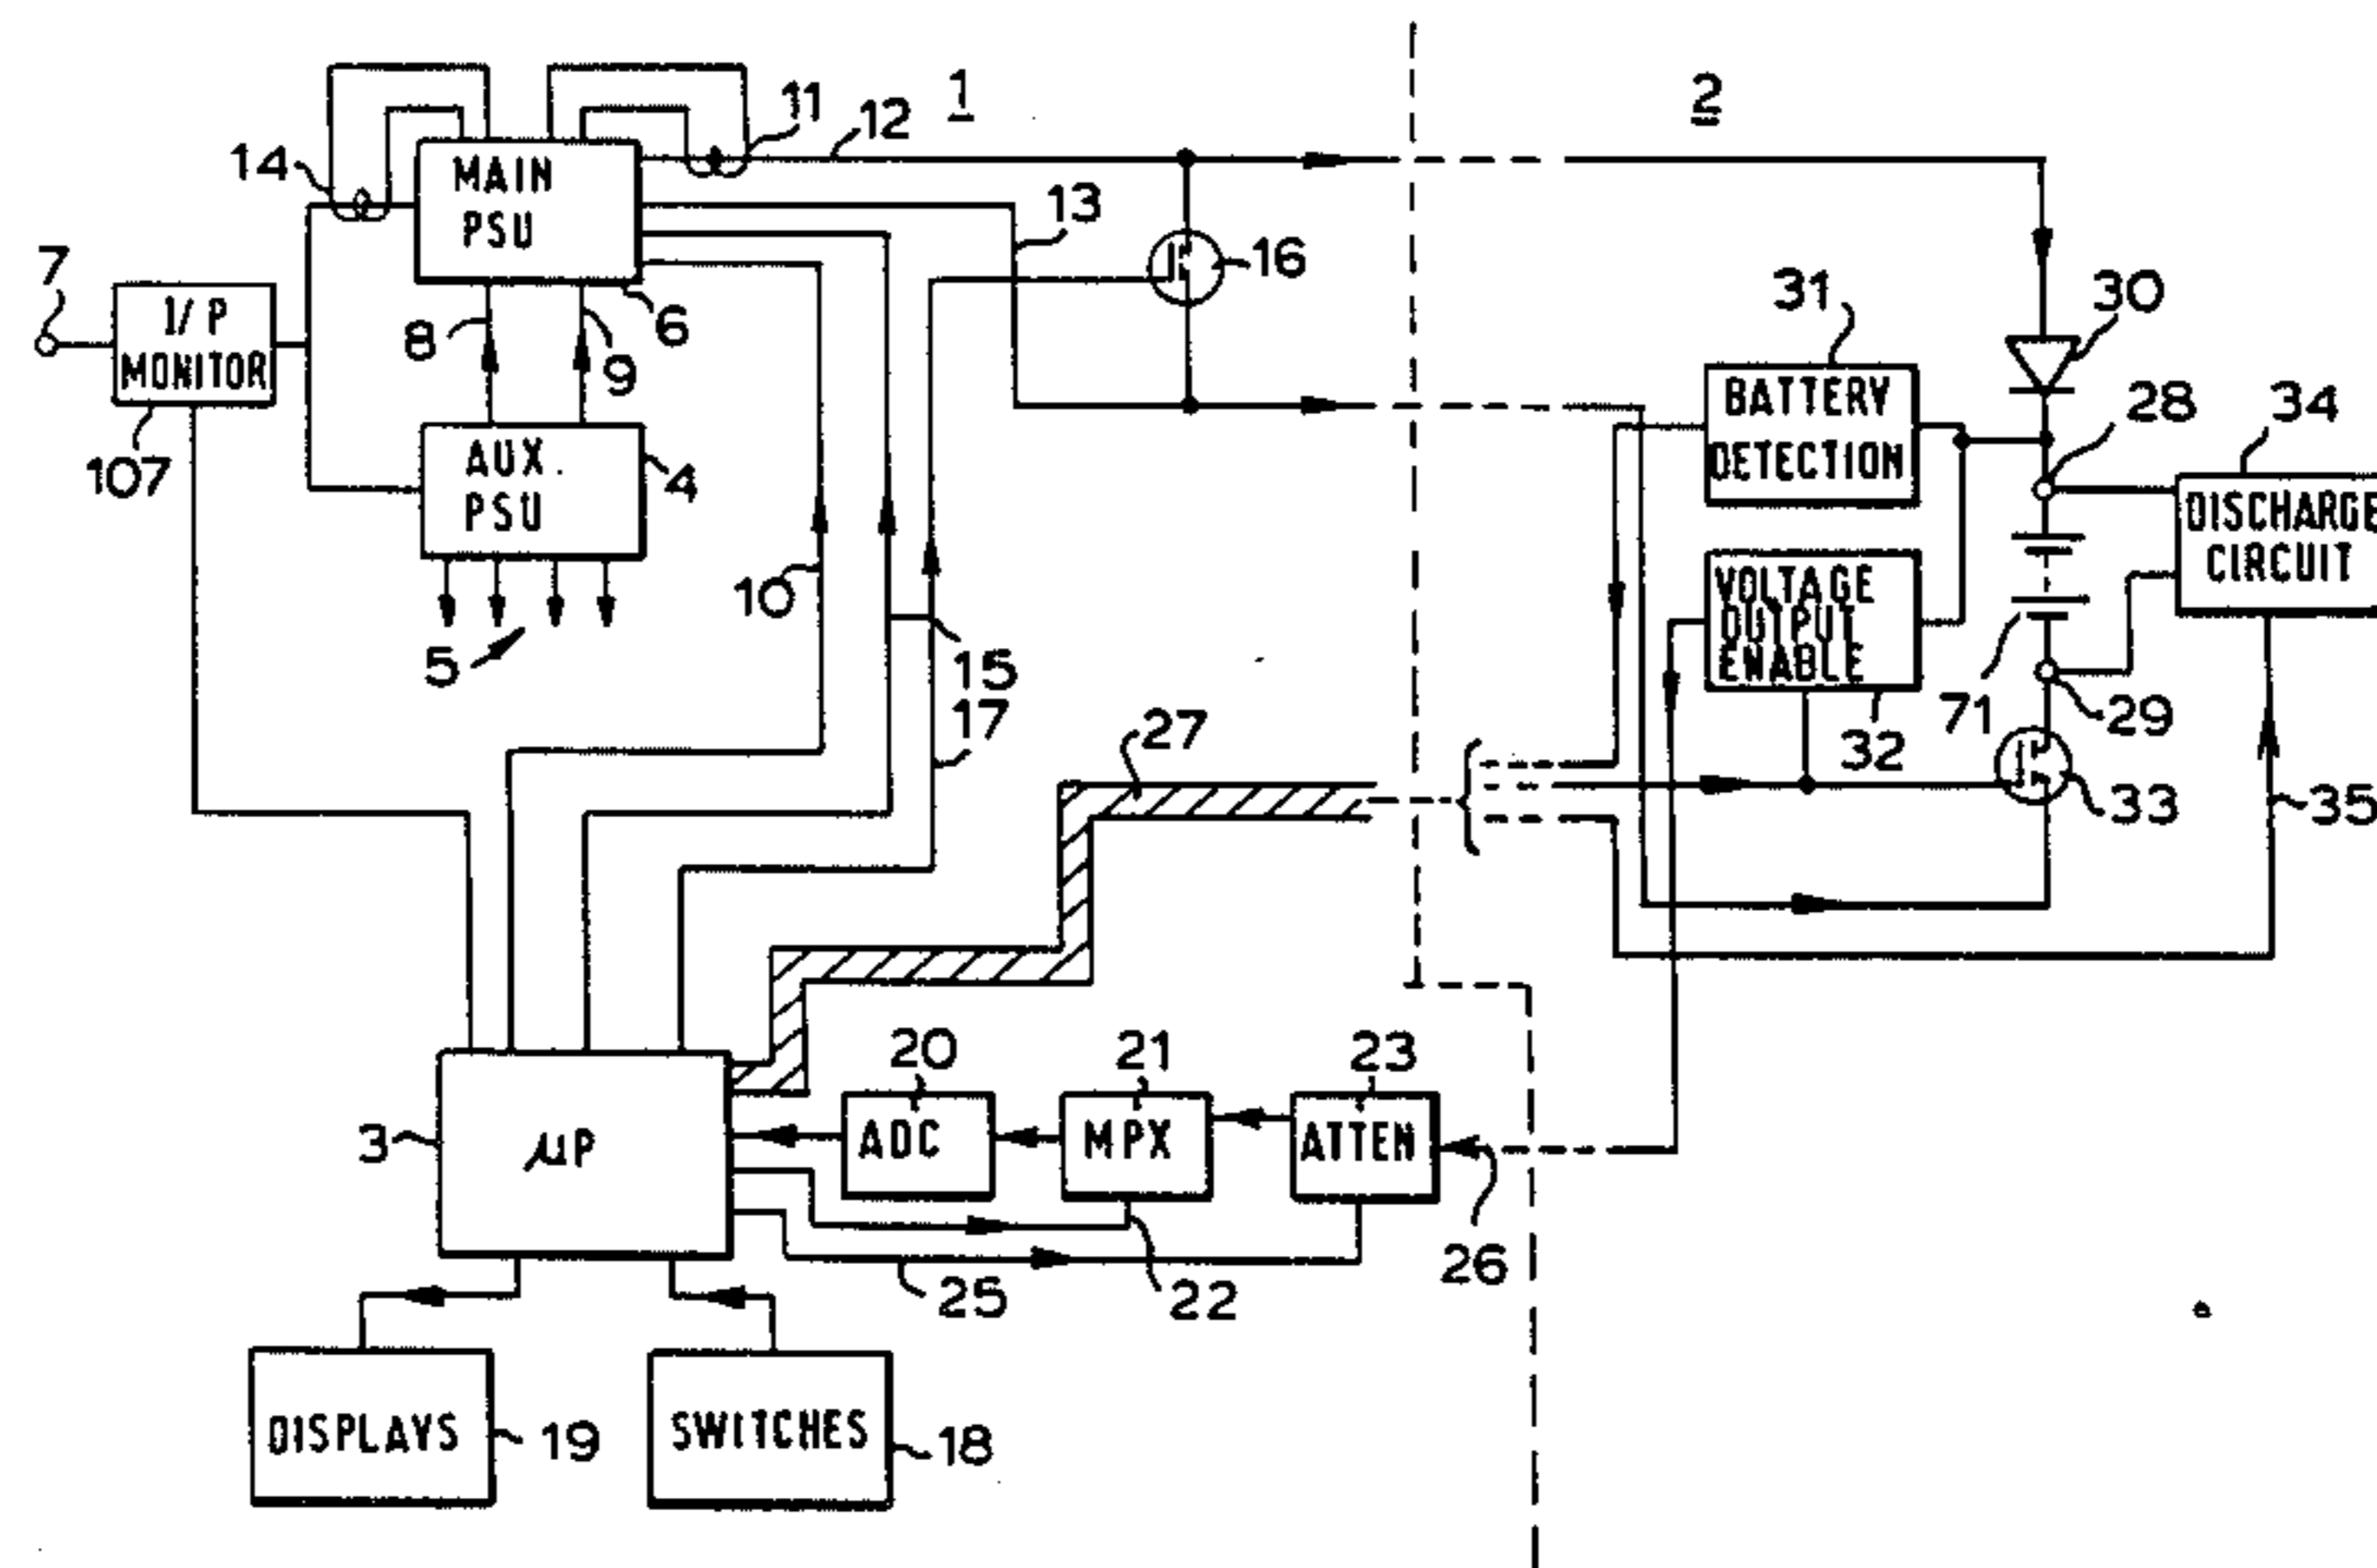 1
2
14
11
12
MAIN
PSU
13
7
I/P
MONITOR
107
8
9
6
16
31
30
AUX.
PSU
4
BATTERY
DETECTION
28
34
DISCHARGE
CIRCUIT
5
10
15
17
VOLTAGE
OUTPUT
ENABLE
32
71
29
27
33
35
3
μP
20
ADC
21
MPX
23
ATTEN
25
22
26
DISPLAYS
19
SWITCHES
18